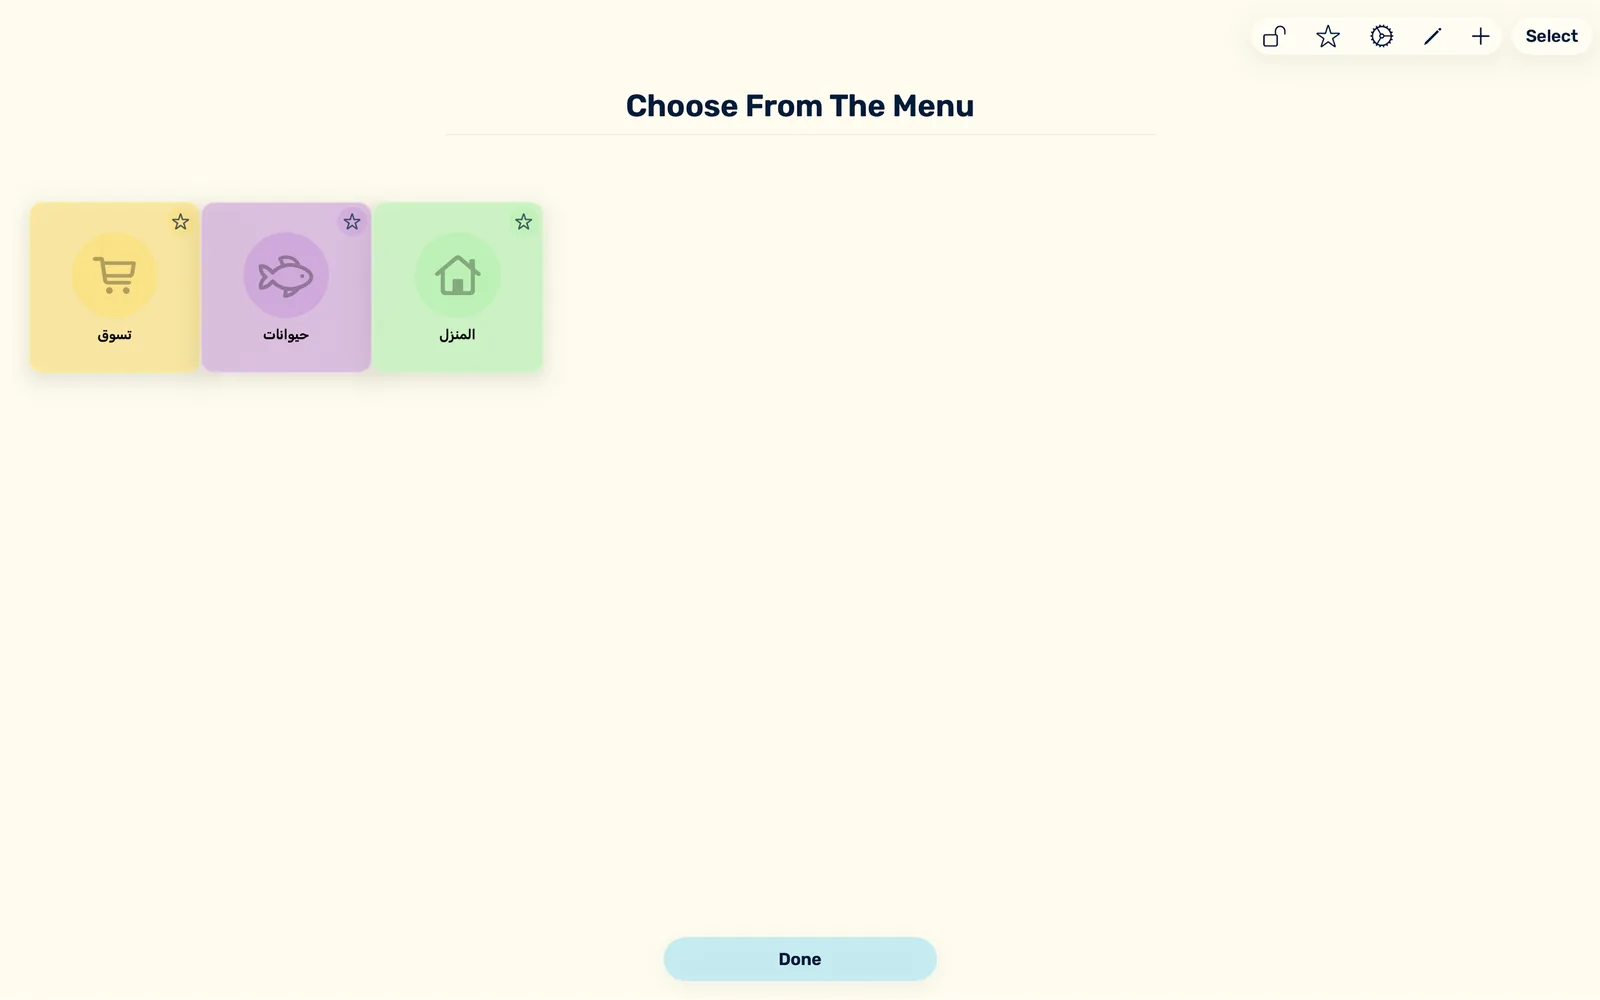 Select
Choose From The Menu
تسوق
حيوانات
المنزل
Done